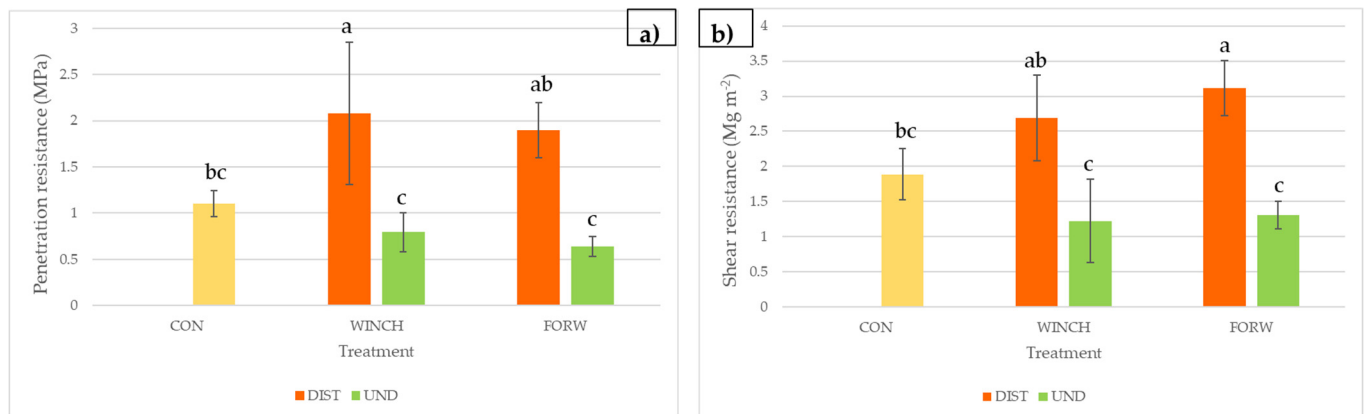 a)
Penetration resistance (MPa)
3
2.5
2
1.5
1
0.5
0
bc
a
c
ab
c
CON WINCH FORW
Treatment
DIST UND
b)
Shear resistance (Mg m-2)
4
3.5
3
2.5
2
1.5
1
0.5
0
bc
ab
c
a
c
CON WINCH FORW
Treatment
DIST UND